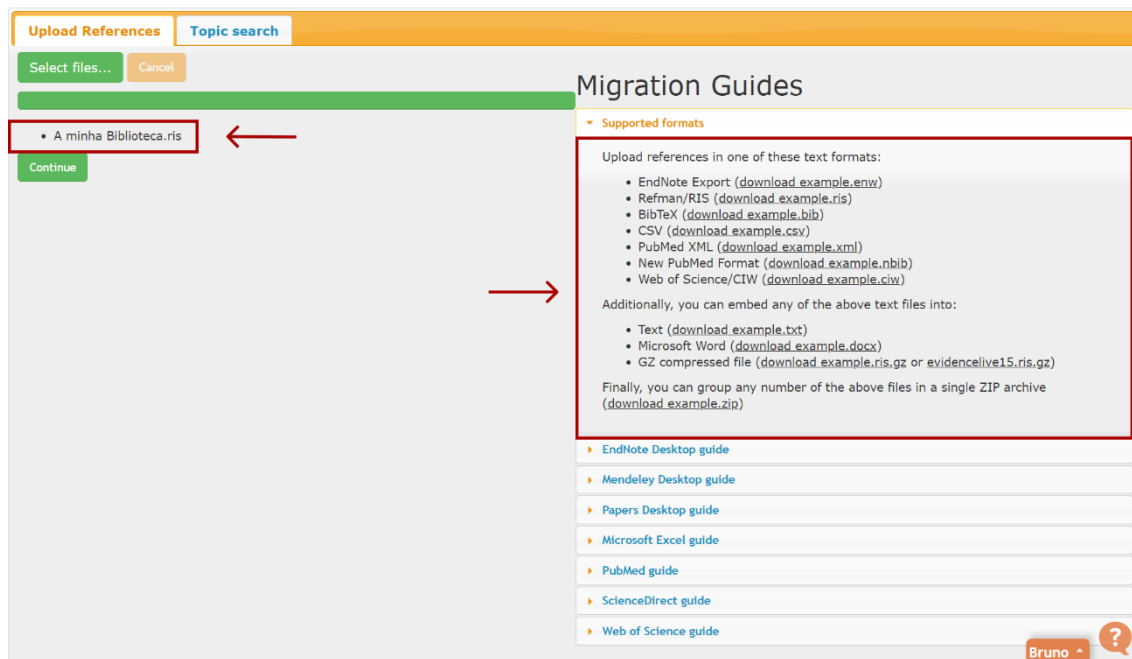 Upload References
Topic search
Select files...
Cancel
A minha Biblioteca.ris
Continue
Migration Guides
Supported formats
Upload references in one of these text formats:
• EndNote Export (download example.enw)
• Refman/RIS (download example.ris)
• BibTeX (download example.bib)
• CSV (download example.csv)
• PubMed XML (download example.xml)
• New PubMed Format (download example.nbib)
• Web of Science/CIW (download example.ciw)
Additionally, you can embed any of the above text files into:
• Text (download example.txt)
• Microsoft Word (download example.docx)
• GZ compressed file (download example.ris.gz or evidencelive15.ris.gz)
Finally, you can group any number of the above files in a single ZIP archive
(download example.zip)
EndNote Desktop guide
Mendeley Desktop guide
Papers Desktop guide
Microsoft Excel guide
PubMed guide
ScienceDirect guide
Web of Science guide
Bruno
?